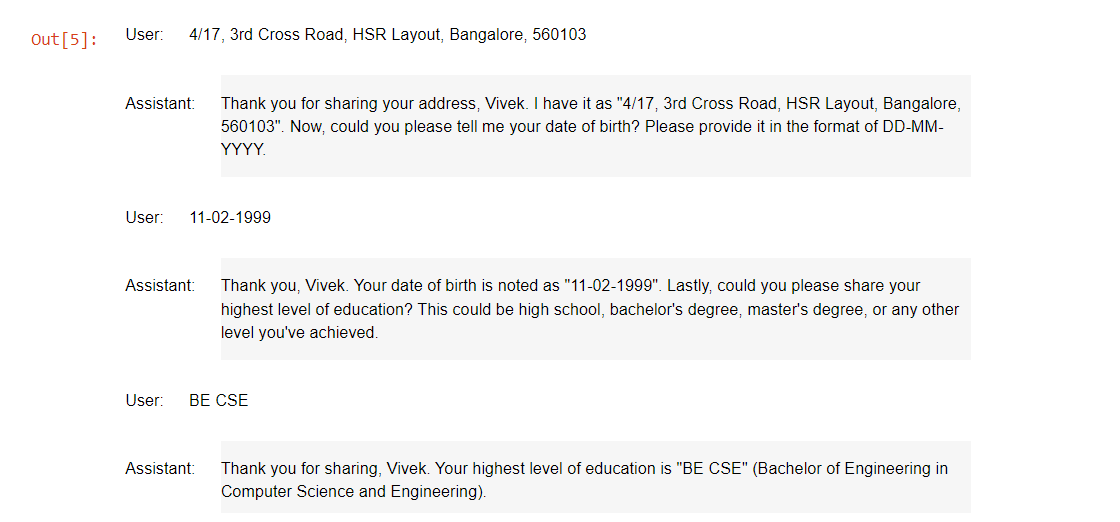 Out[5]: User: 4/17, 3rd Cross Road, HSR Layout, Bangalore, 560103
Assistant: Thank you for sharing your address, Vivek. I have it as "4/17, 3rd Cross Road, HSR Layout, Bangalore,
560103". Now, could you please tell me your date of birth? Please provide it in the format of DD-MM-
YYYY.
User: 11-02-1999
Assistant: Thank you, Vivek. Your date of birth is noted as "11-02-1999". Lastly, could you please share your
highest level of education? This could be high school, bachelor's degree, master's degree, or any other
level you've achieved.
User: BE CSE
Assistant: Thank you for sharing, Vivek. Your highest level of education is "BE CSE" (Bachelor of Engineering in
Computer Science and Engineering).